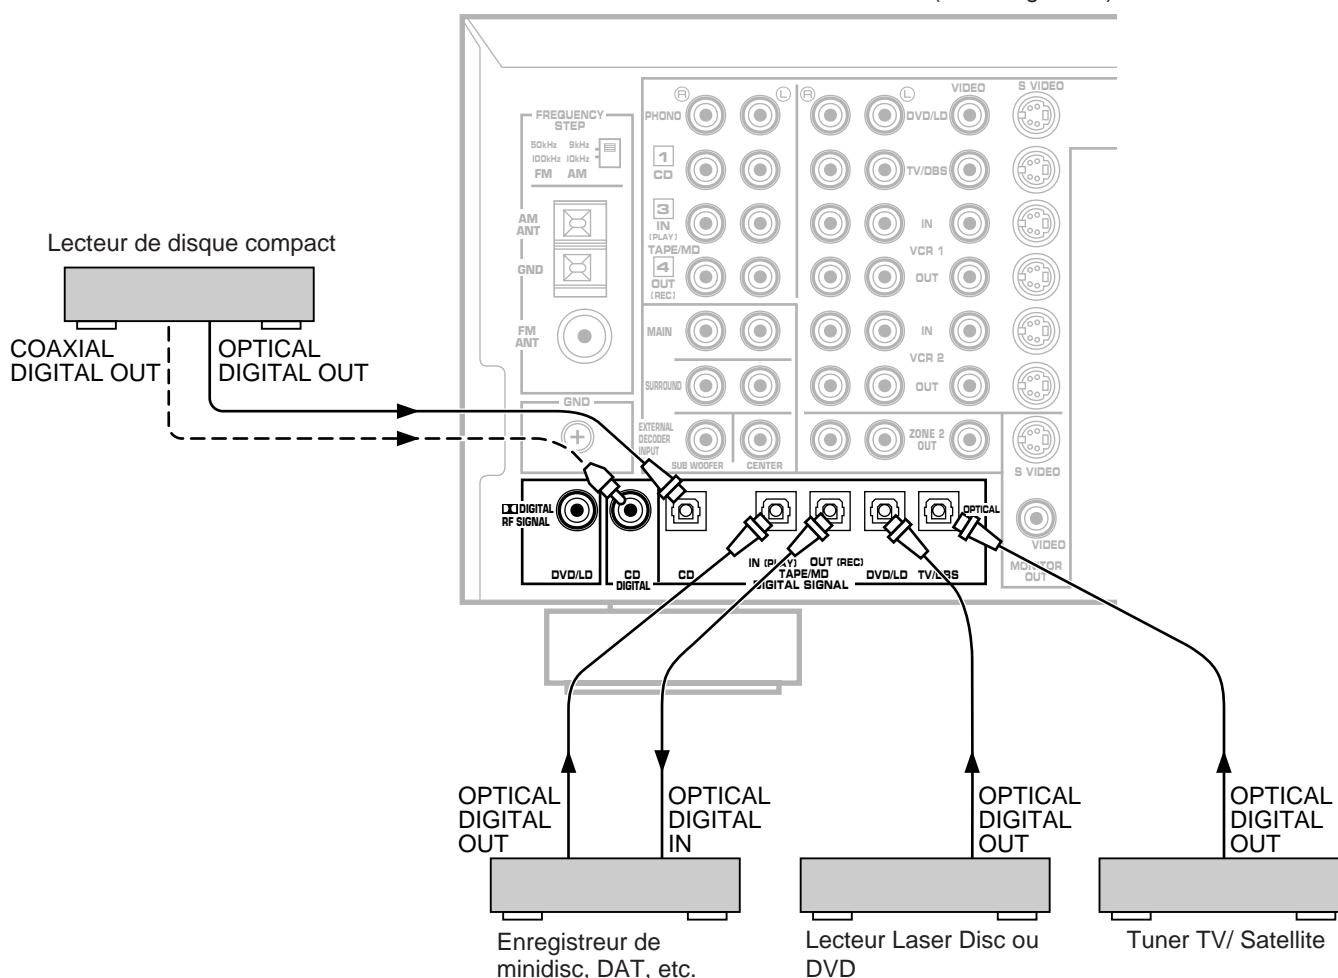 Lecteur de disque compact
COAXIAL
DIGITAL OUT
OPTICAL
DIGITAL OUT
FREQUENCY
STEP
50kHz 9kHz
100kHz 10kHz
FM AM
AM
ANT
GND
FM
ANT
GND
R L R L VIDEO S VIDEO
PHONO DVD/LD
1
CD TV/DBS
3
IN
(PLAY)
TAPE/MD
4
OUT
(REC)
IN
VCR 1
OUT
MAIN
IN
VCR 2
OUT
SURROUND
EXTERNAL
DECODER
INPUT
SUB WOOFER CENTER
ZONE 2
OUT
S VIDEO
VIDEO
MONITOR
OUT
DIGITAL
RF SIGNAL
OPTICAL
DVD/LD
CD
DIGITAL
CD
IN (PLAY) OUT (REC)
TAPE/MD
DVD/LD TV/DBS
DIGITAL SIGNAL
OPTICAL
DIGITAL
OUT
OPTICAL
DIGITAL
IN
OPTICAL
DIGITAL
OUT
OPTICAL
DIGITAL
OUT
Enregistreur de
minidisc, DAT, etc.
Lecteur Laser Disc ou
DVD
Tuner TV/ Satellite